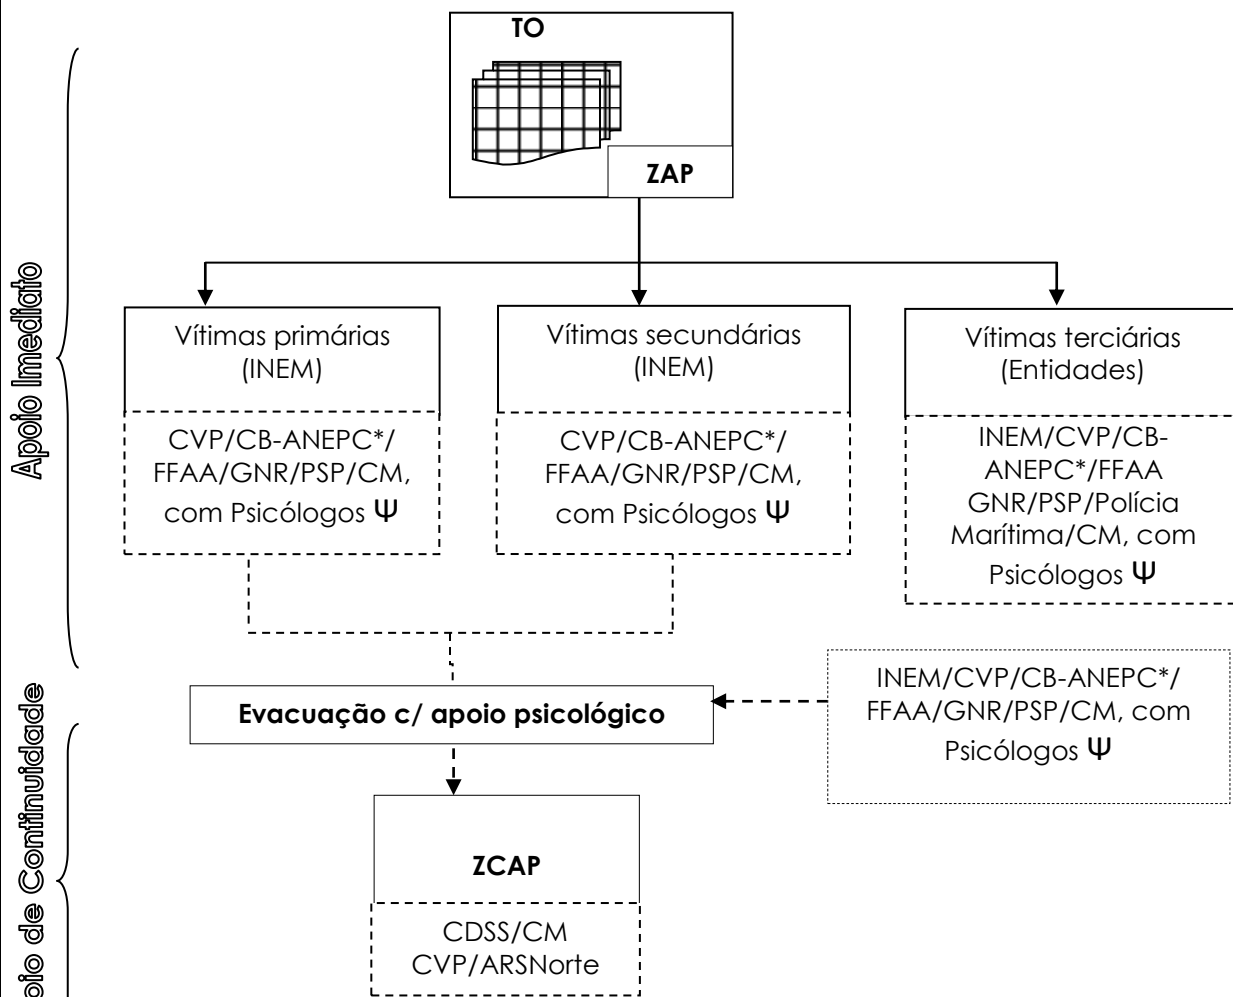 TO
ZAP
Apoio Imediato
Vítimas primárias
(INEM)
CVP/CB-ANEPC*/
FFAA/GNR/PSP/CM,
com Psicólogos Ψ
Vítimas secundárias
(INEM)
CVP/CB-ANEPC*/
FFAA/GNR/PSP/CM,
com Psicólogos Ψ
Vítimas terciárias
(Entidades)
INEM/CVP/CB-
ANEPC*/FFAA
GNR/PSP/Polícia
Marítima/CM, com
Psicólogos Ψ
INEM/CVP/CB-ANEPC*/
FFAA/GNR/PSP/CM, com
Psicólogos Ψ
Evacuação c/ apoio psicológico
de Continuidade
ZCAP
CDSS/CM
CVP/ARSNorte